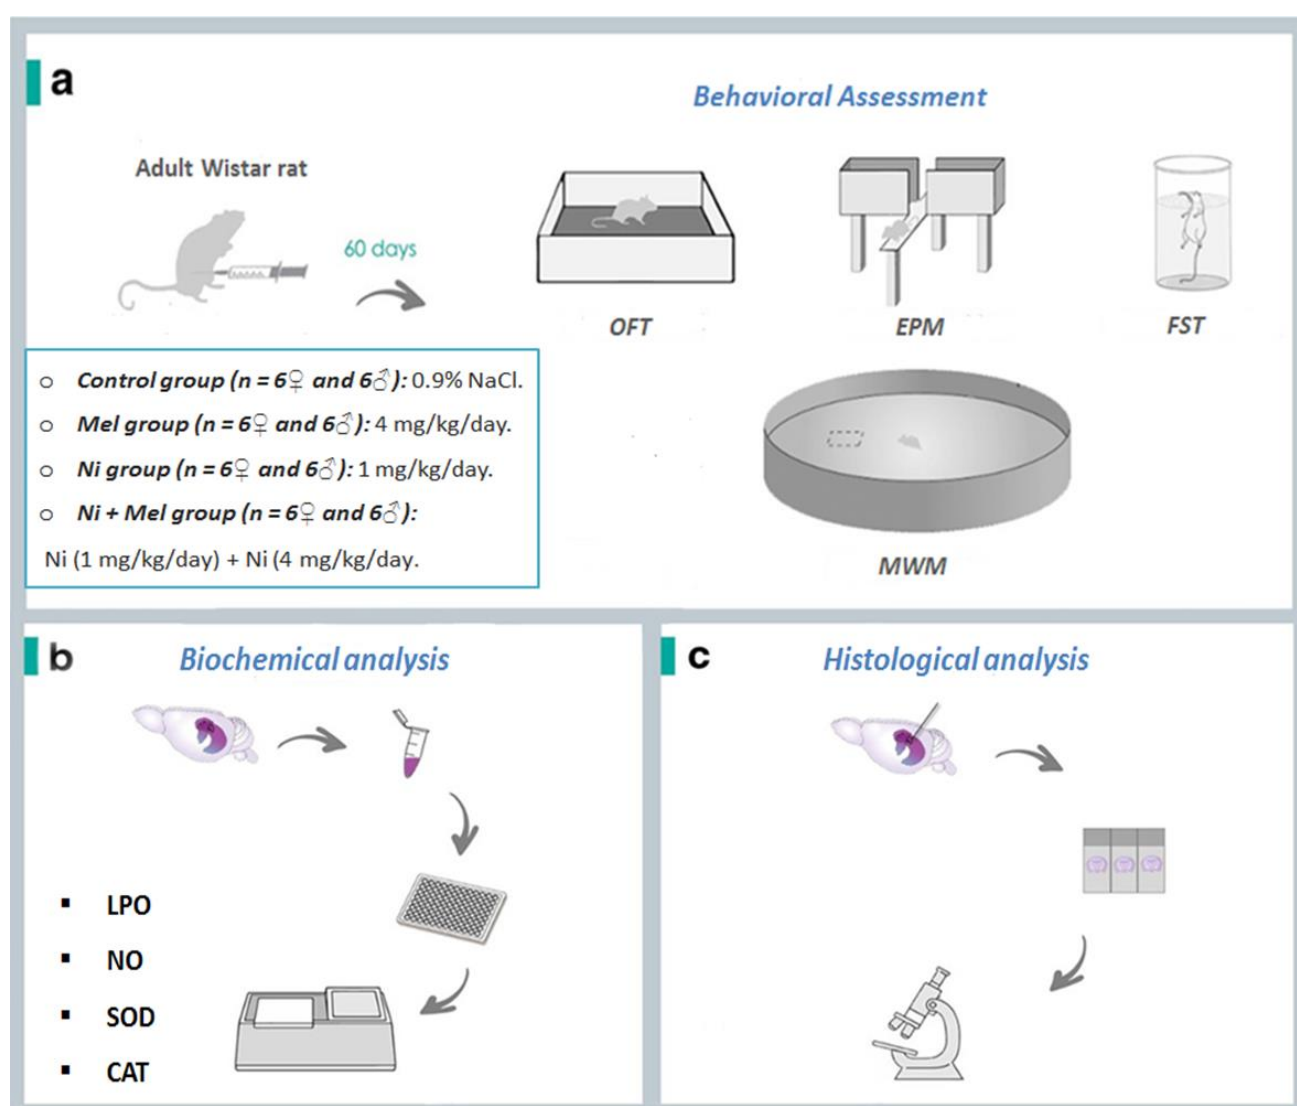 a
Behavioral Assessment
Adult Wistar rat
60 days
OFT
EPM
FST
o Control group (n = 6♀ and 6♂): 0.9% NaCl.
o Mel group (n = 6♀ and 6♂): 4 mg/kg/day.
o Ni group (n = 6♀ and 6♂): 1 mg/kg/day.
o Ni + Mel group (n = 6♀ and 6♂):
Ni (1 mg/kg/day) + Ni (4 mg/kg/day.
MWM
b
Biochemical analysis
▪ LPO
▪ NO
▪ SOD
▪ CAT
c
Histological analysis